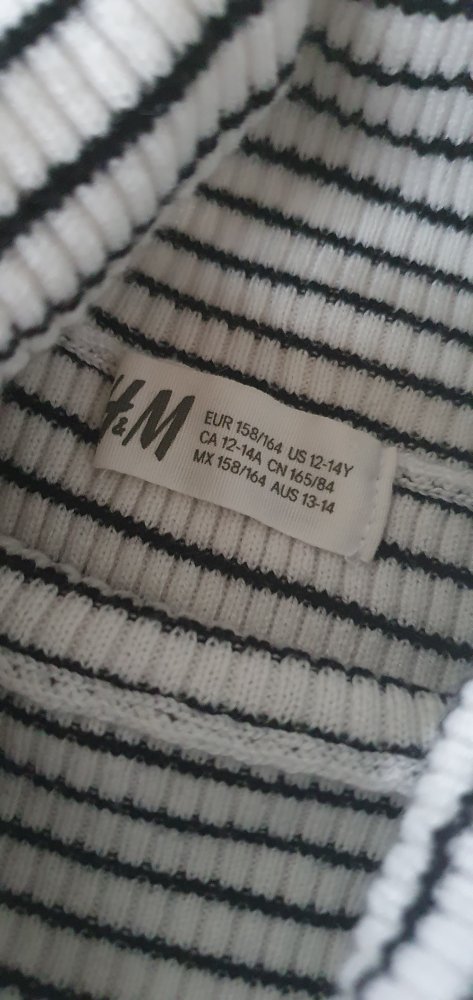 H&M
EUR 158/164 US 12-14Y
CA 12-14A CN 165/84
MX 158/164 AUS 13-14